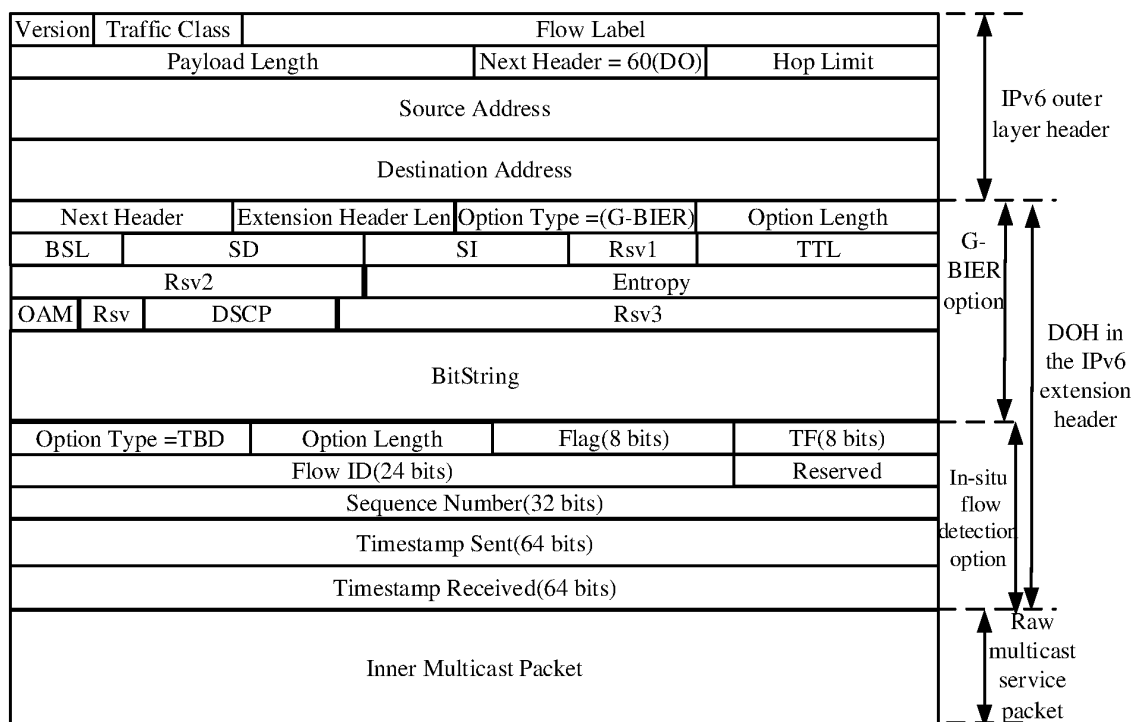 Version Traffic Class Flow Label
Payload Length Next Header = 60(DO) Hop Limit
Source Address
Destination Address
IPv6 outer
layer header
Next Header Extension Header Len Option Type =(G-BIER) Option Length
BSL SD SI Rsv1 TTL
Rsv2 Entropy
OAM Rsv DSCP Rsv3
BitString
G-
BIER
option
Option Type =TBD Option Length Flag(8 bits) TF(8 bits)
Flow ID(24 bits) Reserved
Sequence Number(32 bits)
Timestamp Sent(64 bits)
Timestamp Received(64 bits)
In-situ
flow
detection
option
DOH in
the IPv6
extension
header
Inner Multicast Packet
Raw
multicast
service
packet